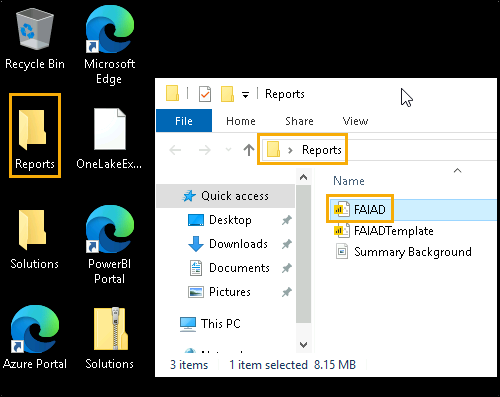 Recycle Bin
Microsoft
Edge
Reports
OneLakeEx...
Solutions
PowerBI
Portal
Azure Portal
Solutions
Reports
File
Home
Share
View
Reports
Quick access
Desktop
Downloads
Documents
Pictures
This PC
Name
FAIAD
FAIADTemplate
Summary Background
3 items
1 item selected 8.15 MB